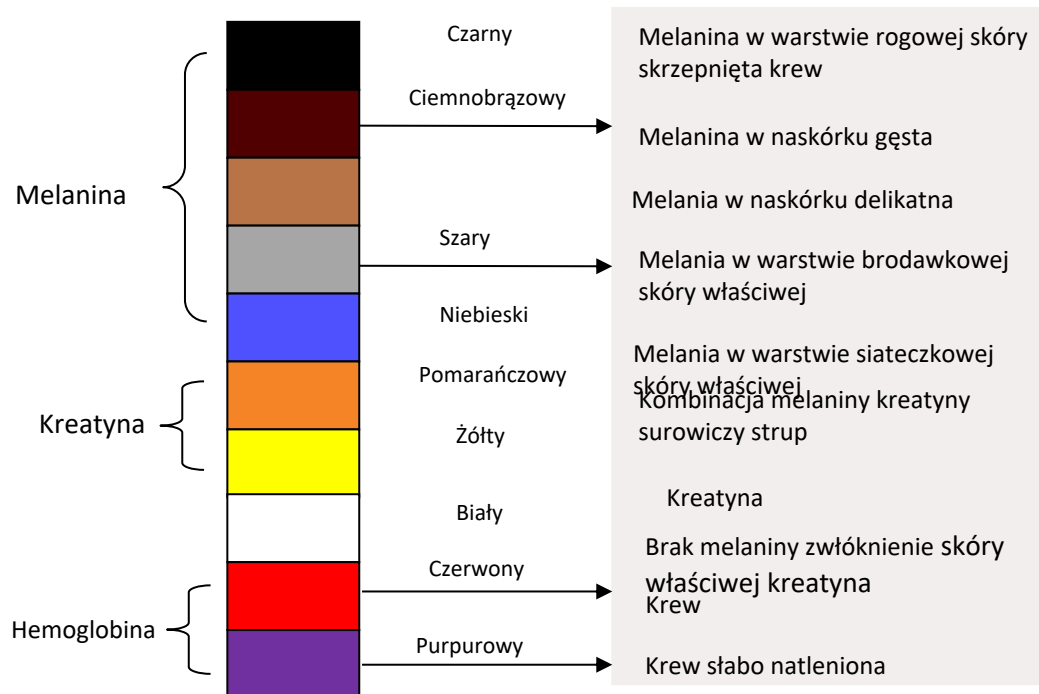 Melanina
Kreatyna
Hemoglobina
Czarny
Ciemnobrązowy
Szary
Niebieski
Pomarańczowy
Żółty
Biały
Czerwony
Purpurowy
Melanina w warstwie rogowej skóry
skrzepnięta krew
Melanina w naskórku gęsta
Melania w naskórku delikatna
Melania w warstwie brodawkowej
skóry właściwej
Melania w warstwie siateczkowej
skóry właściwej
Kombinacja melaniny kreatyny
surowiczy strup
Kreatyna
Brak melaniny zwłóknienie skóry
właściwej kreatyna
Krew
Krew słabo natleniona